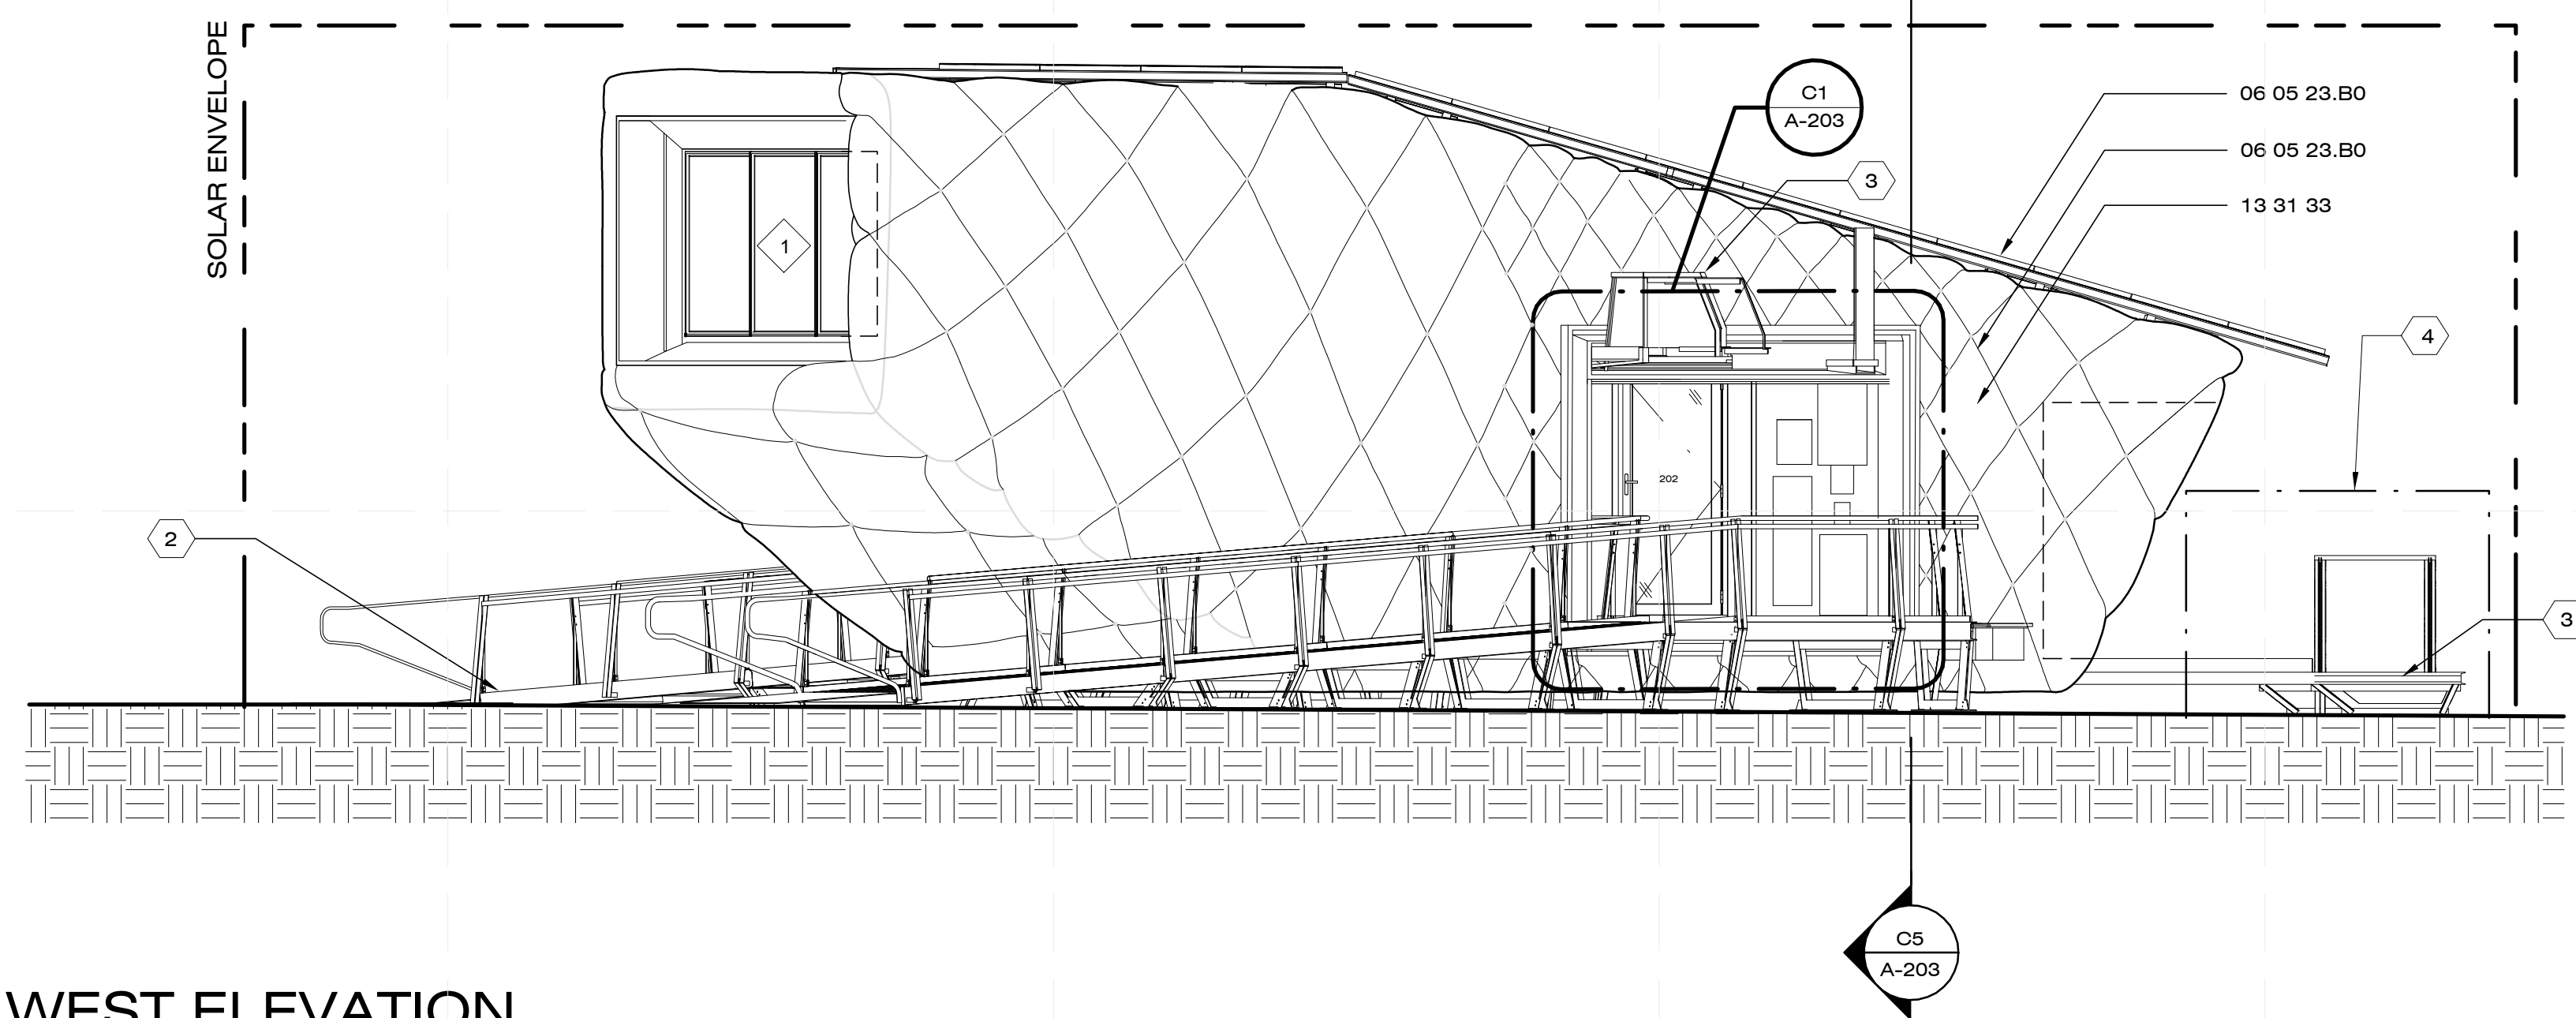 SOLAR ENVELOPE
C1
A-203
3
06 05 23.B0
06 05 23.B0
13 31 33
1
4
202
2
3
C5
A-203
WEST ELEVATION